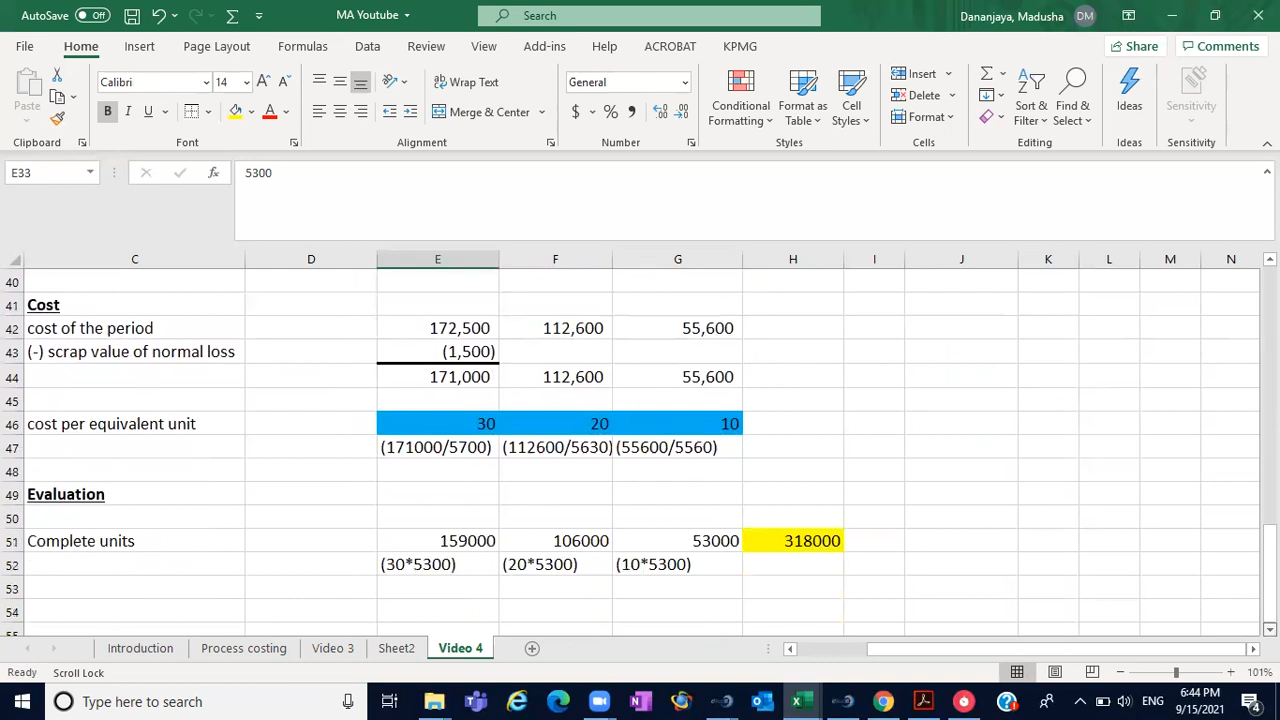 AutoSave Off MA Youtube Search Dananjaya, Madusha DM
File Home Insert Page Layout Formulas Data Review View Add-ins Help ACROBAT KPMG Share Comments
Calibri 14 Wrap Text General Insert
Paste B I U A Merge & Center $ % Conditional Formatting Format as Table Cell Styles Delete Format Sort & Filter Find & Select Ideas Sensitivity
Clipboard Font Alignment Number Styles Cells Editing Ideas Sensitivity
E33 fx 5300
C D E F G H I J K L M N
40
41 Cost
42 cost of the period 172,500 112,600 55,600
43 (-) scrap value of normal loss (1,500)
44 171,000 112,600 55,600
45
46 cost per equivalent unit 30 20 10
47 (171000/5700) (112600/5630) (55600/5560)
48
49 Evaluation
50
51 Complete units 159000 106000 53000 318000
52 (30*5300) (20*5300) (10*5300)
53
54
55
Introduction Process costing Video 3 Sheet2 Video 4
Ready Scroll Lock 101%
Type here to search ENG 6:44 PM
9/15/2021 4